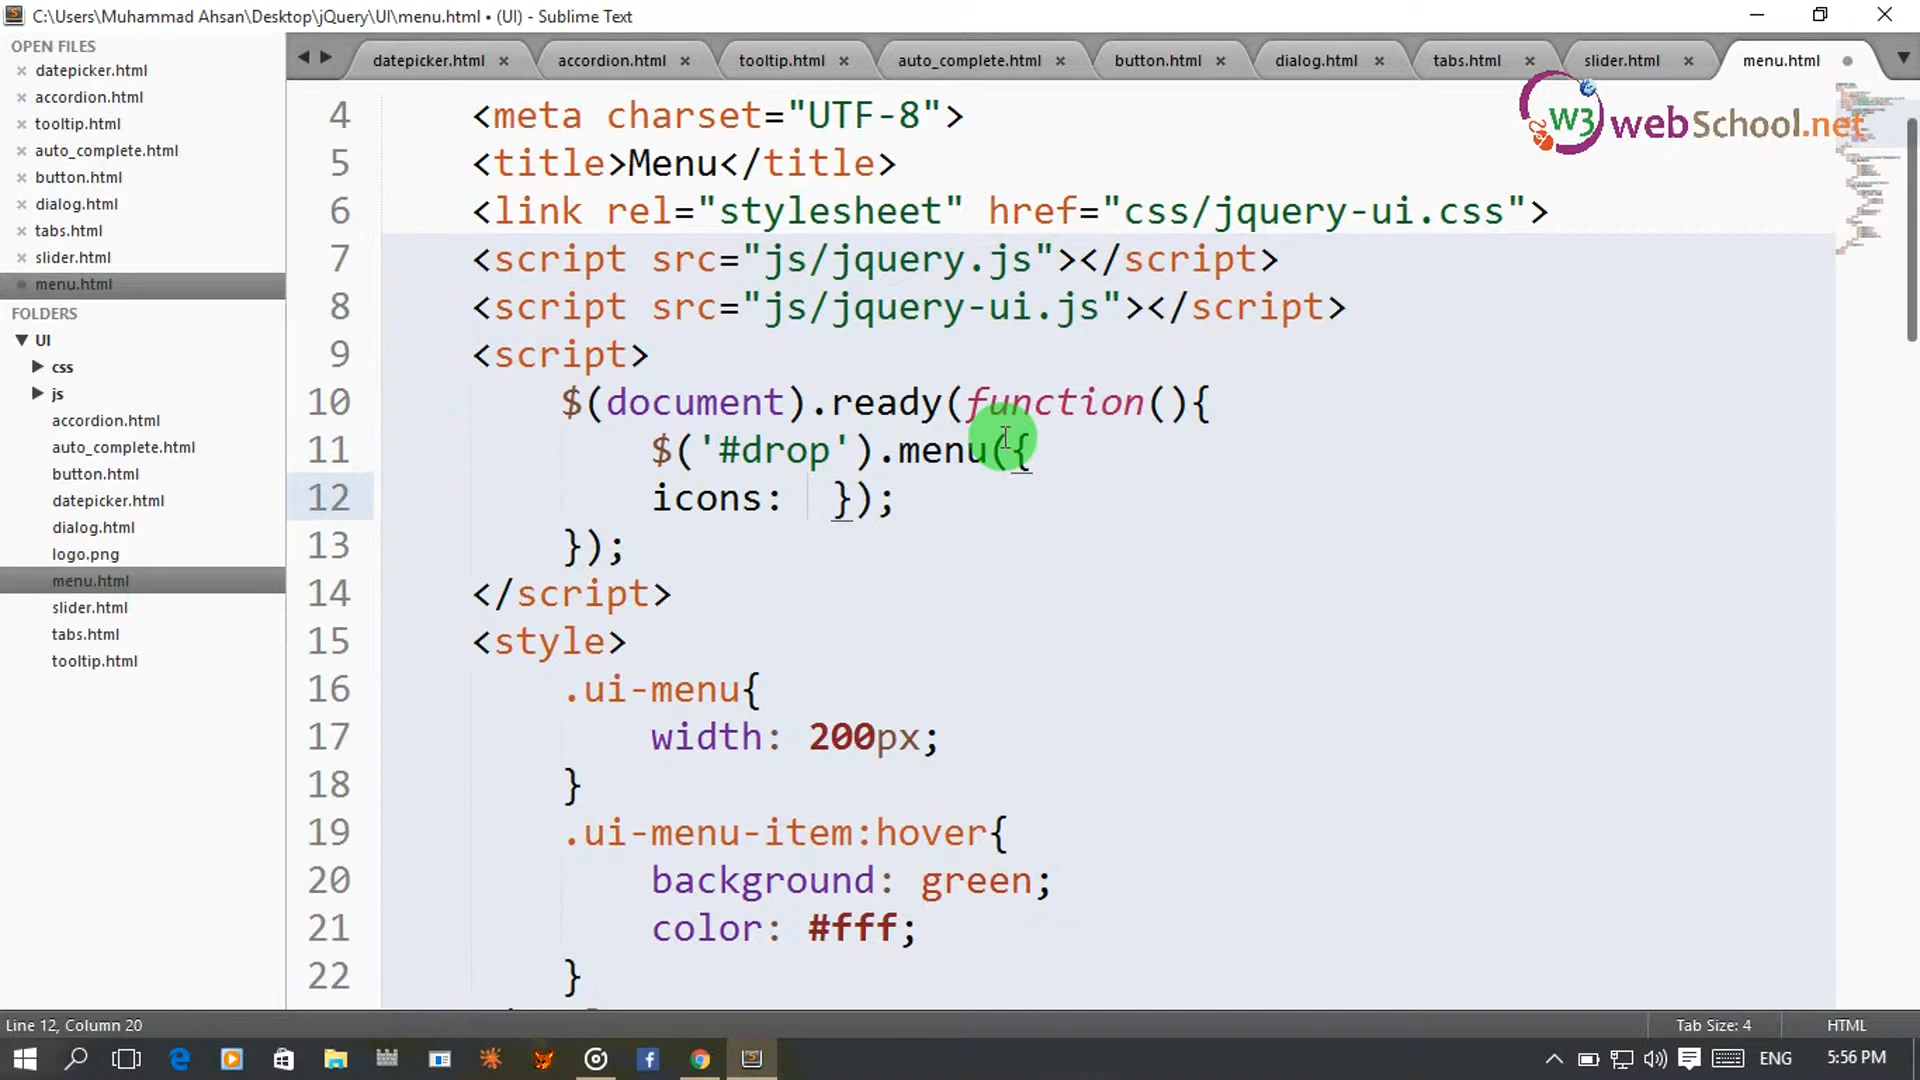 C:\Users\Muhammad Ahsan\Desktop\jQuery\UI\menu.html • (UI) - Sublime Text
OPEN FILES
datepicker.html
accordion.html
tooltip.html
auto_complete.html
button.html
dialog.html
tabs.html
slider.html
menu.html
FOLDERS
UI
css
js
accordion.html
auto_complete.html
button.html
datepicker.html
dialog.html
logo.png
menu.html
slider.html
tabs.html
tooltip.html
datepicker.html accordion.html tooltip.html auto_complete.html button.html dialog.html tabs.html slider.html menu.html
W3 webSchool.net
4 <meta charset="UTF-8">
5 <title>Menu</title>
6 <link rel="stylesheet" href="css/jquery-ui.css">
7 <script src="js/jquery.js"></script>
8 <script src="js/jquery-ui.js"></script>
9 <script>
10 $(document).ready(function(){
11 $('#drop').menu({
12 icons: });
13 });
14 </script>
15 <style>
16 .ui-menu{
17 width: 200px;
18 }
19 .ui-menu-item:hover{
20 background: green;
21 color: #fff;
22 }
Line 12, Column 20
Tab Size: 4
HTML
ENG
5:56 PM